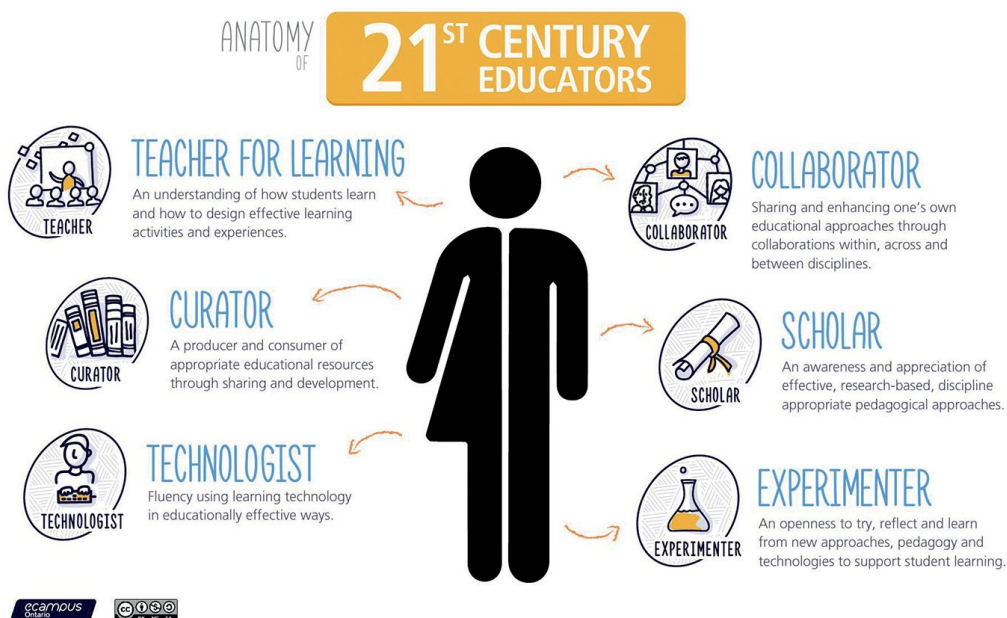 ANATOMY
OF
21ST CENTURY
EDUCATORS
TEACHER
TEACHER FOR LEARNING
An understanding of how students learn
and how to design effective learning
activities and experiences.
CURATOR
CURATOR
A producer and consumer of
appropriate educational resources
through sharing and development.
TECHNOLOGIST
TECHNOLOGIST
Fluency using learning technology
in educationally effective ways.
COLLABORATOR
COLLABORATOR
Sharing and enhancing one’s own
educational approaches through
collaborations within, across and
between disciplines.
SCHOLAR
SCHOLAR
An awareness and appreciation of
effective, research-based, discipline
appropriate pedagogical approaches.
EXPERIMENTER
EXPERIMENTER
An openness to try, reflect and learn
from new approaches, pedagogy and
technologies to support student learning.
ecampus
Ontario
cc